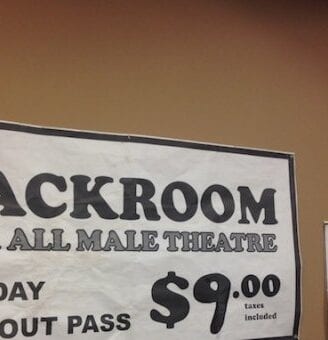 ACKROOM
ALL MALE THEATRE
DAY $9.00
OUT PASS taxes
included